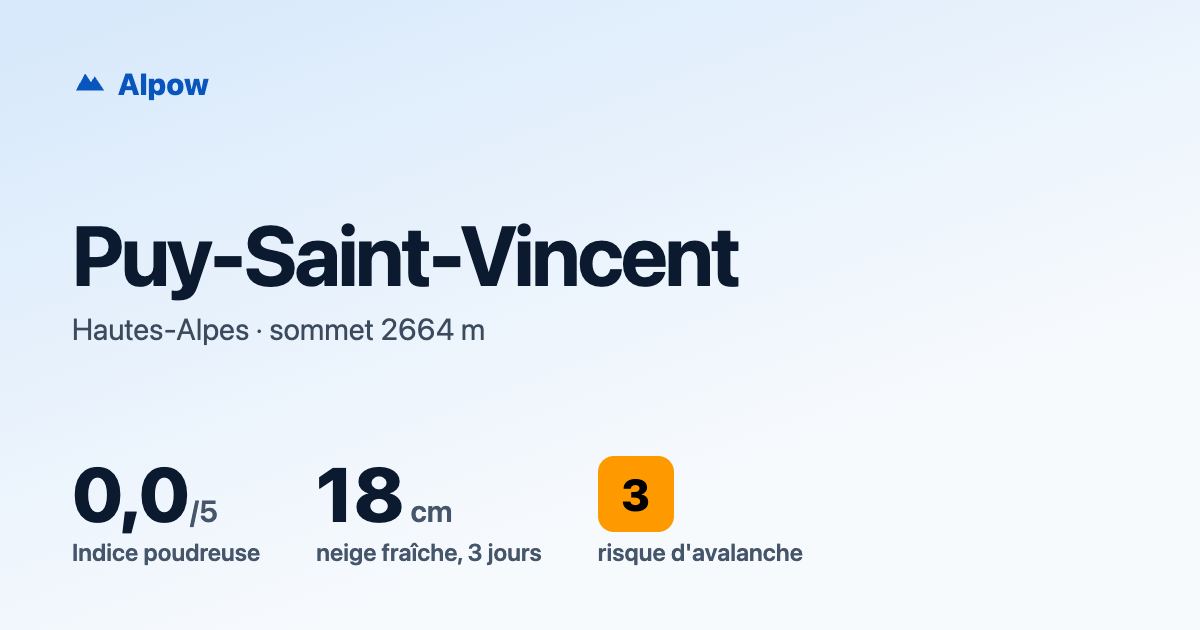 Alpow
Puy-Saint-Vincent
Hautes-Alpes · sommet 2664 m
0,0/5
Indice poudreuse
18 cm
neige fraîche, 3 jours
3
risque d'avalanche